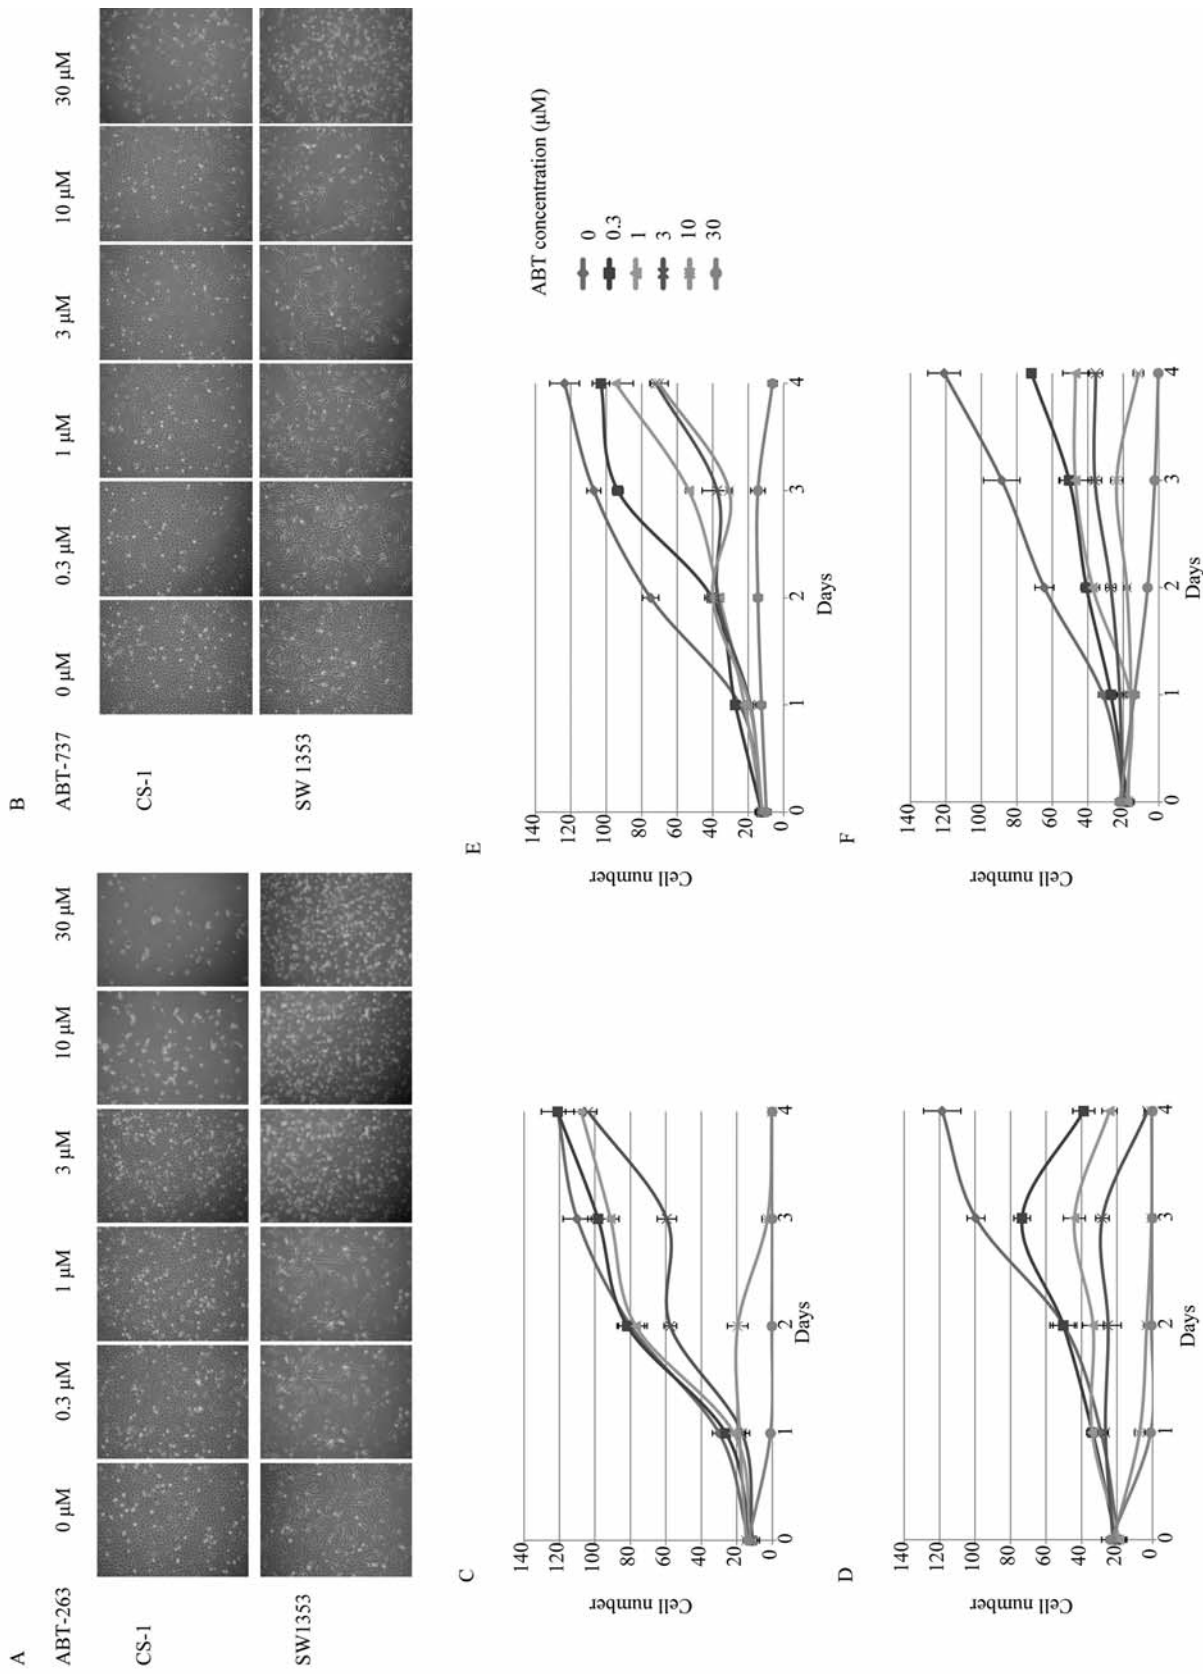 A
ABT-263
0 µM 0.3 µM 1 µM 3 µM 10 µM 30 µM
CS-1
SW1353
B
ABT-737
0 µM 0.3 µM 1 µM 3 µM 10 µM 30 µM
CS-1
SW 1353
C
Cell number
140
120
100
80
60
40
20
0
0 1 2 3 4
Days
D
Cell number
140
120
100
80
60
40
20
0
0 1 2 3 4
Days
E
Cell number
140
120
100
80
60
40
20
0
0 1 2 3 4
Days
F
Cell number
140
120
100
80
60
40
20
0
0 1 2 3 4
Days
ABT concentration (µM)
0
0.3
1
3
10
30